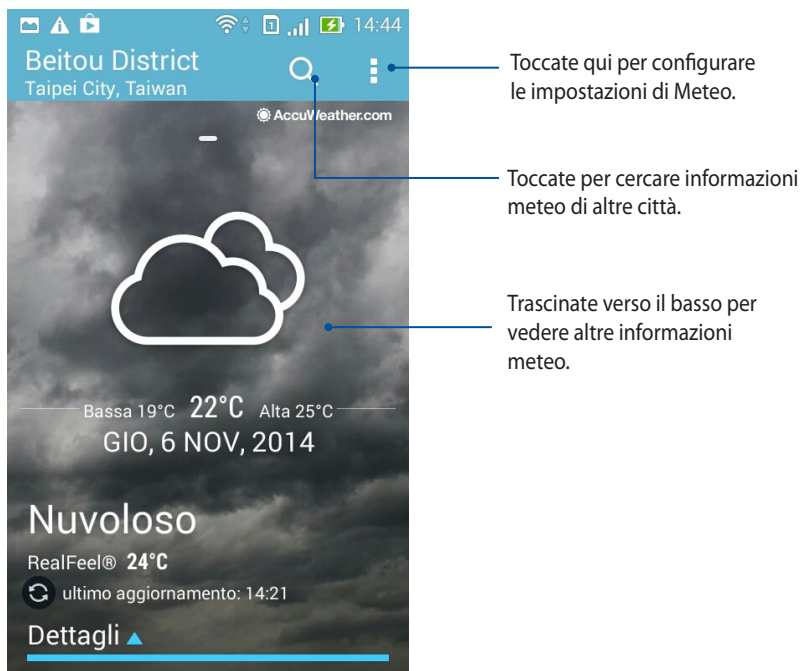 14:44
Beitou District
Taipei City, Taiwan
AccuWeather.com
Bassa 19°C 22°C Alta 25°C
GIO, 6 NOV, 2014
Nuvoloso
RealFeel® 24°C
ultimo aggiornamento: 14:21
Dettagli
Toccate qui per configurare
le impostazioni di Meteo.
Toccate per cercare informazioni
meteo di altre città.
Trascinate verso il basso per
vedere altre informazioni
meteo.